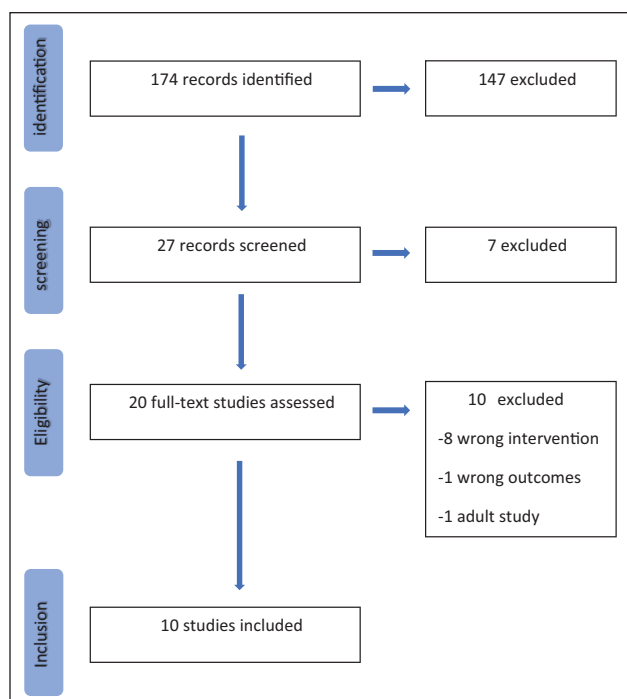 identification
174 records identified
147 excluded
screening
27 records screened
7 excluded
Eligibility
20 full-text studies assessed
10 excluded
-8 wrong intervention
-1 wrong outcomes
-1 adult study
Inclusion
10 studies included